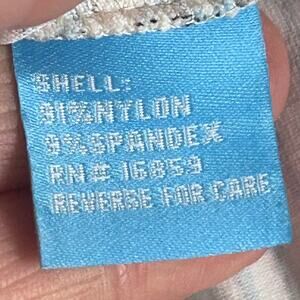 SHELL:
91%NYLON
9%SPANDEX
RN# 16859
REVERSE FOR CARE